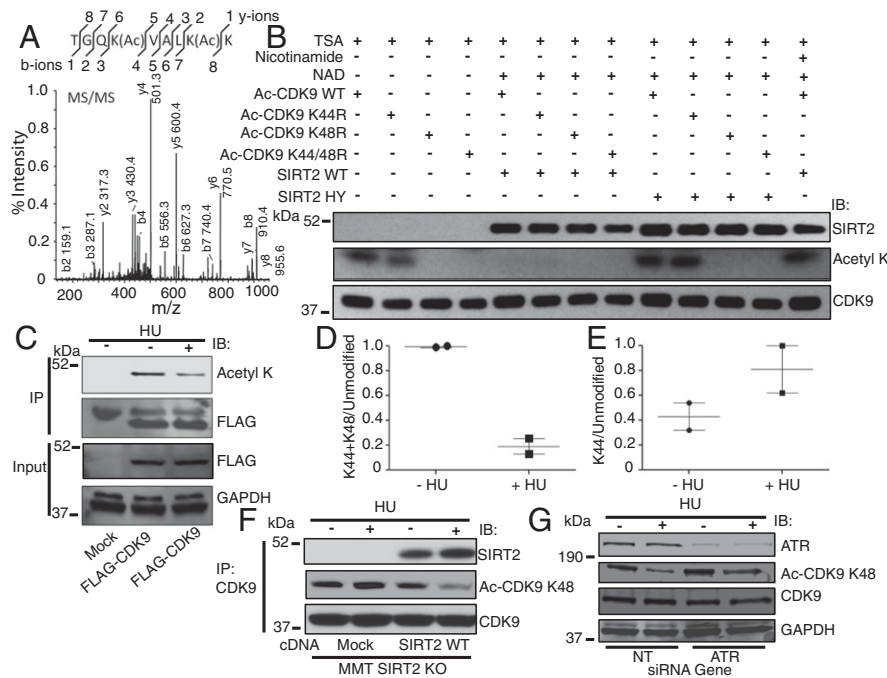 A
8 7 6 5 4 3 2 1 y-ions
T G Q K(Ac) V A L K(Ac) K
b-ions 1 2 3 4 5 6 7 8
MS/MS
% Intensity
1.0
0.8
0.6
0.4
0.2
0
b2 159.1
b3 287.1
y2 317.3
y3 430.4
b4
y4
501.3
b5 556.3
y5 600.4
b6 627.3
b7 740.4
y6
770.5
y7
b8
910.4
y8
955.6
200 400 600 800 1000
m/z
B
TSA + + + + + + + + + + + + +
Nicotinamide - - - - - - - - - - - - +
NAD - - - - + + + + + + + + +
Ac-CDK9 WT + - - - + - - - + - - - +
Ac-CDK9 K44R - + - - - + - - - + - - -
Ac-CDK9 K48R - - + - - - + - - - + - -
Ac-CDK9 K44/48R - - - + - - - + - - - + -
SIRT2 WT - - - - + + + + - - - - +
SIRT2 HY - - - - - - - - + + + + -
kDa
IB:
52
SIRT2
Acetyl K
37
CDK9
C
HU
kDa - - + IB:
52
IP
Acetyl K
FLAG
Input
52
FLAG
GAPDH
37
Mock
FLAG-CDK9
FLAG-CDK9
D
K44+K48/Unmodified
1.0
0.8
0.6
0.4
0.2
0
- HU + HU
E
K44/Unmodified
1.0
0.8
0.6
0.4
0.2
0
- HU + HU
F
HU
kDa - + - + IB:
52
IP:
CDK9
SIRT2
Ac-CDK9 K48
37
CDK9
cDNA Mock SIRT2 WT
MMT SIRT2 KO
G
HU
kDa - + - + IB:
190
ATR
Ac-CDK9 K48
CDK9
37
GAPDH
NT ATR
siRNA Gene